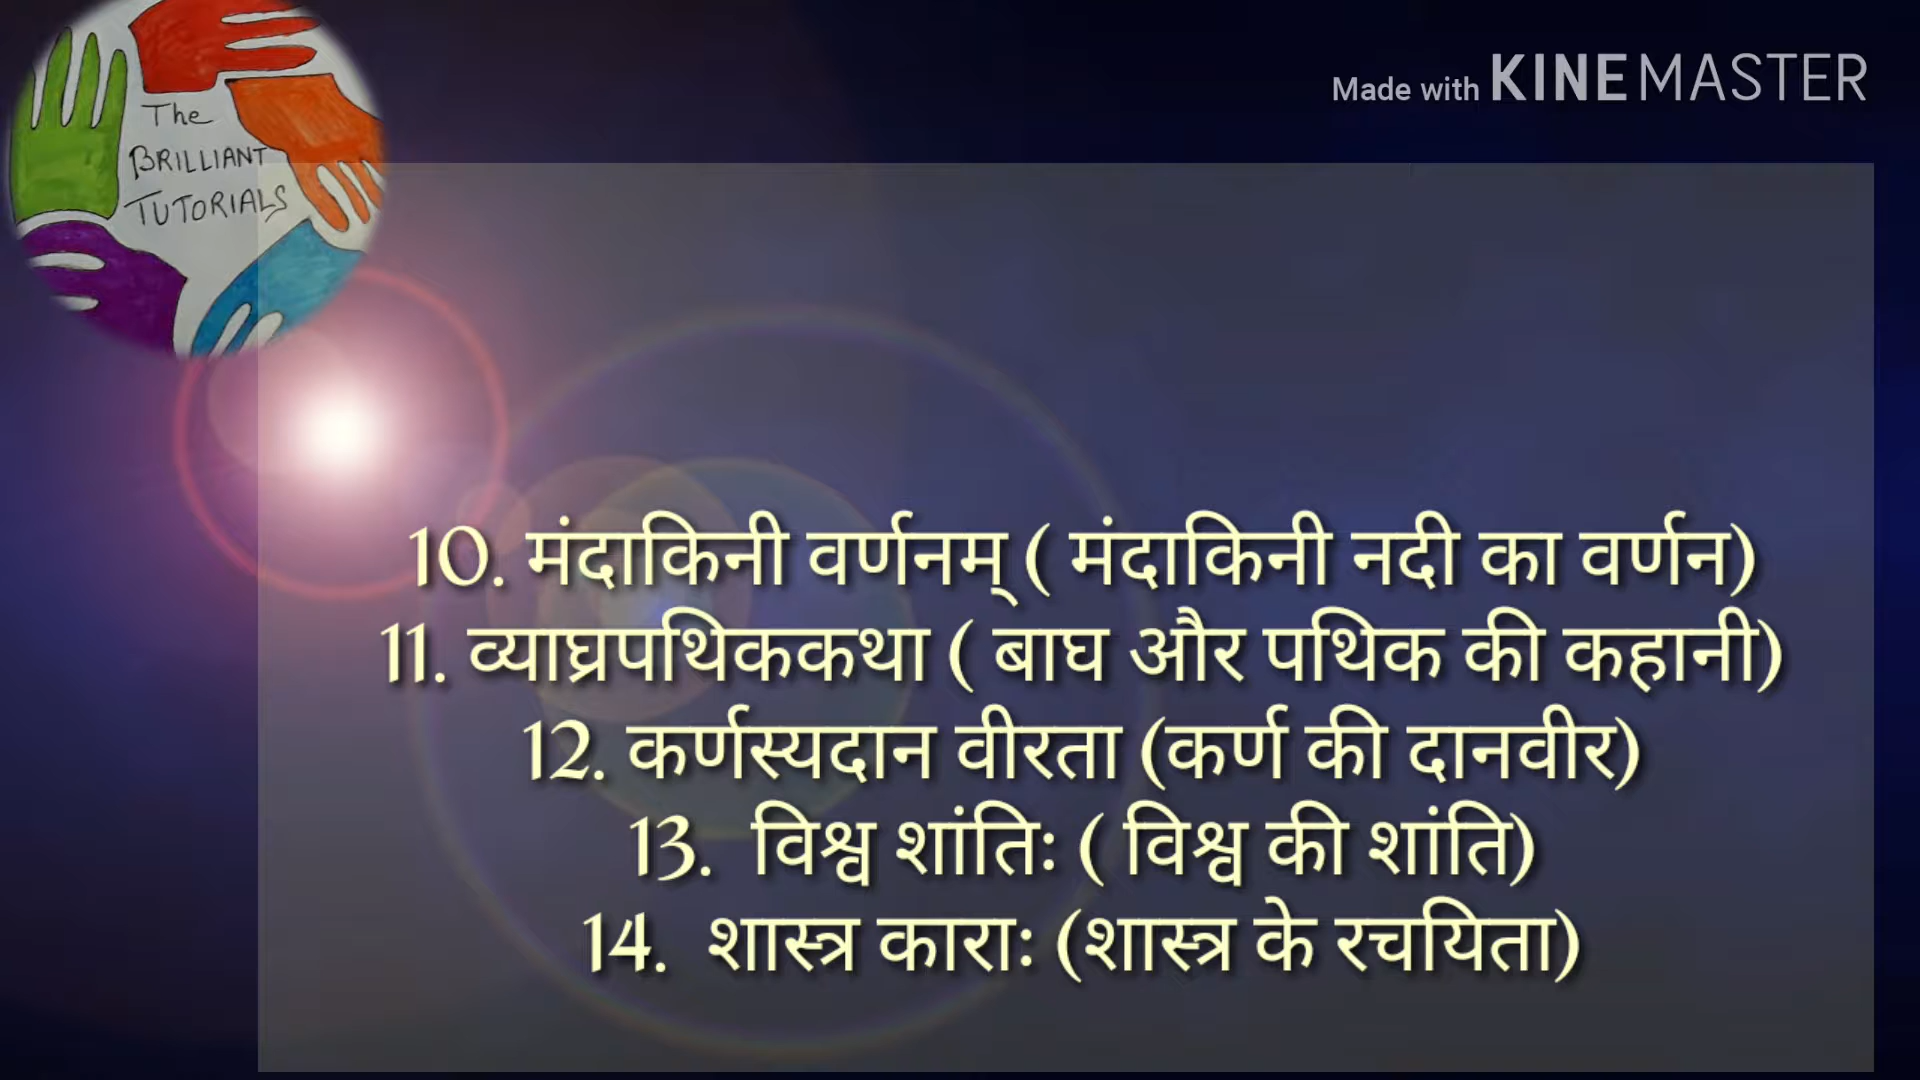 The
BRILLIANT
TUTORIALS
Made with KINEMASTER
10. मंदाकिनी वर्णनम् ( मंदाकिनी नदी का वर्णन)
11. व्याघ्रपथिककथा ( बाघ और पथिक की कहानी)
12. कर्णस्यदान वीरता (कर्ण की दानवीर)
13. विश्व शांतिः ( विश्व की शांति)
14. शास्त्र काराः (शास्त्र के रचयिता)